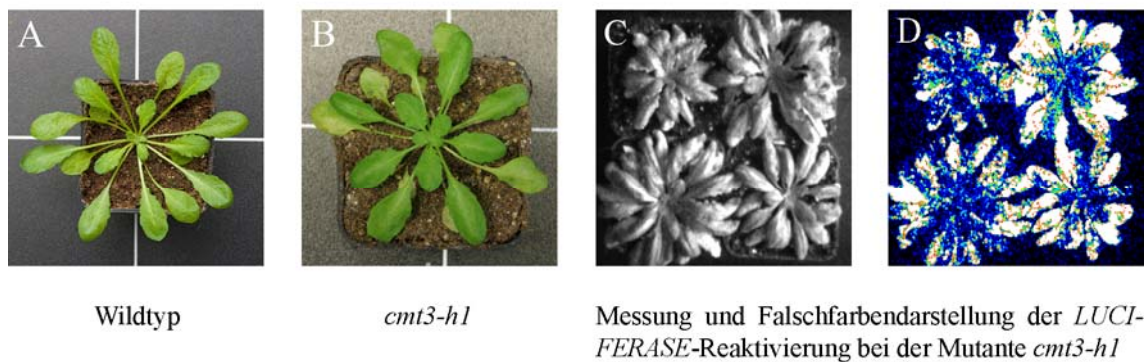 A B C D
Wildtyp cmt3-h1 Messung und Falschfarbendarstellung der LUCI-
FERASE-Reaktivierung bei der Mutante cmt3-h1